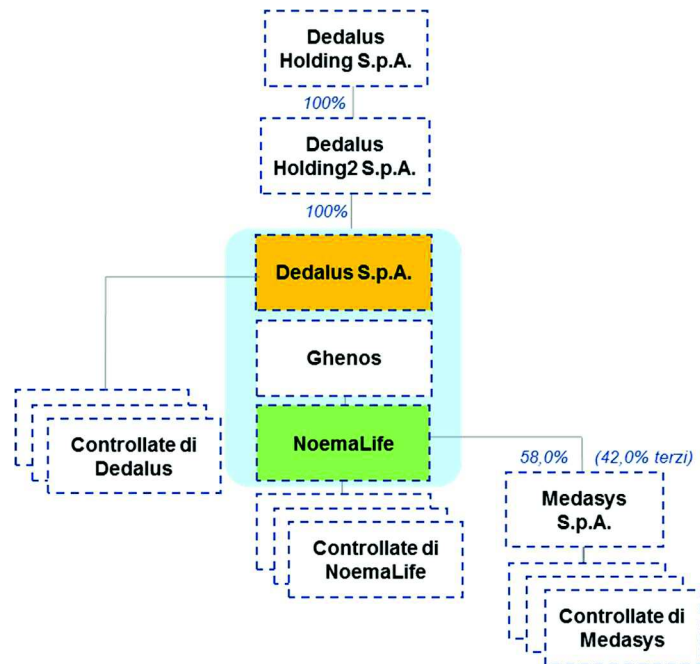 Dedalus
Holding S.p.A.
100%
Dedalus
Holding2 S.p.A.
100%
Dedalus S.p.A.
Ghenos
NoemaLife
Controllate di
Dedalus
58,0% (42,0% terzi)
Medasys
S.p.A.
Controllate di
NoemaLife
Controllate di
Medasys